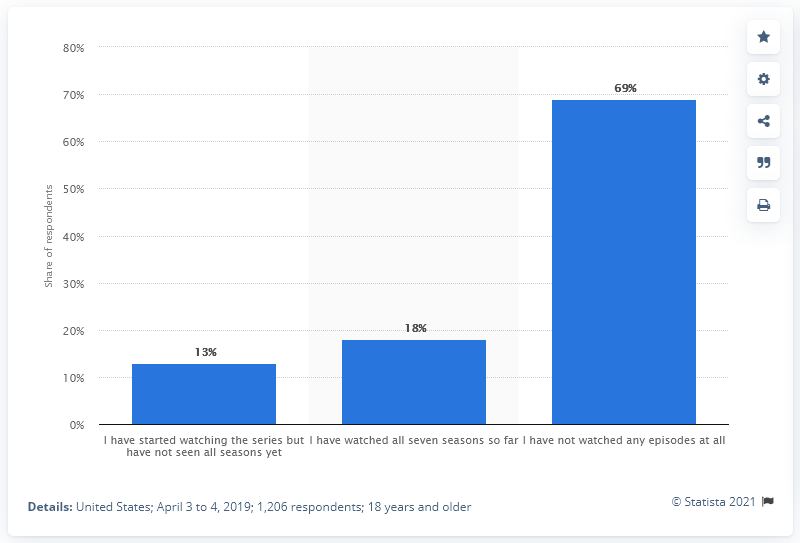 80%
70%
60%
50%
40%
30%
20%
10%
0%
Share of respondents
13%
18%
69%
I have started watching the series but
have not seen all seasons yet
I have watched all seven seasons so far
I have not watched any episodes at all
Details: United States; April 3 to 4, 2019; 1,206 respondents; 18 years and older
© Statista 2021